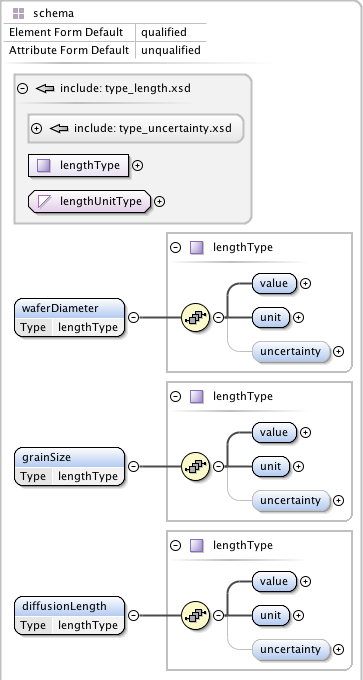 schema
Element Form Default qualified
Attribute Form Default unqualified
include: type_length.xsd
include: type_uncertainty.xsd
lengthType
lengthUnitType
lengthType
value
waferDiameter
unit
Type lengthType
uncertainty
lengthType
value
grainSize
unit
Type lengthType
uncertainty
lengthType
value
diffusionLength
unit
Type lengthType
uncertainty